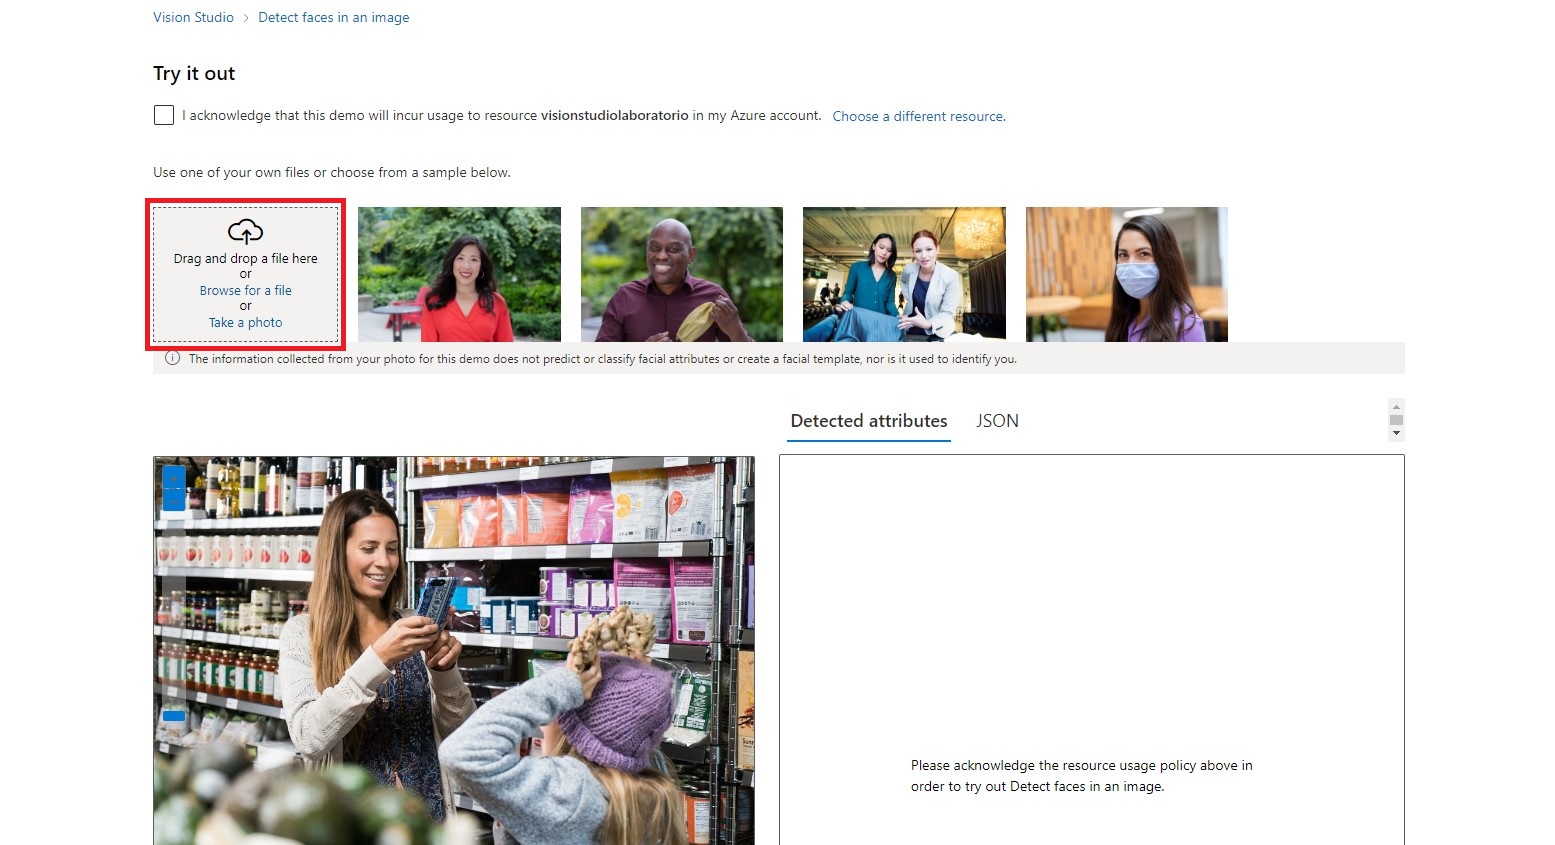 Vision Studio > Detect faces in an image
Try it out
I acknowledge that this demo will incur usage to resource visionstudiolaboratorio in my Azure account. Choose a different resource.
Use one of your own files or choose from a sample below.
Drag and drop a file here
or
Browse for a file
or
Take a photo
The information collected from your photo for this demo does not predict or classify facial attributes or create a facial template, nor is it used to identify you.
Detected attributes JSON
Please acknowledge the resource usage policy above in
order to try out Detect faces in an image.